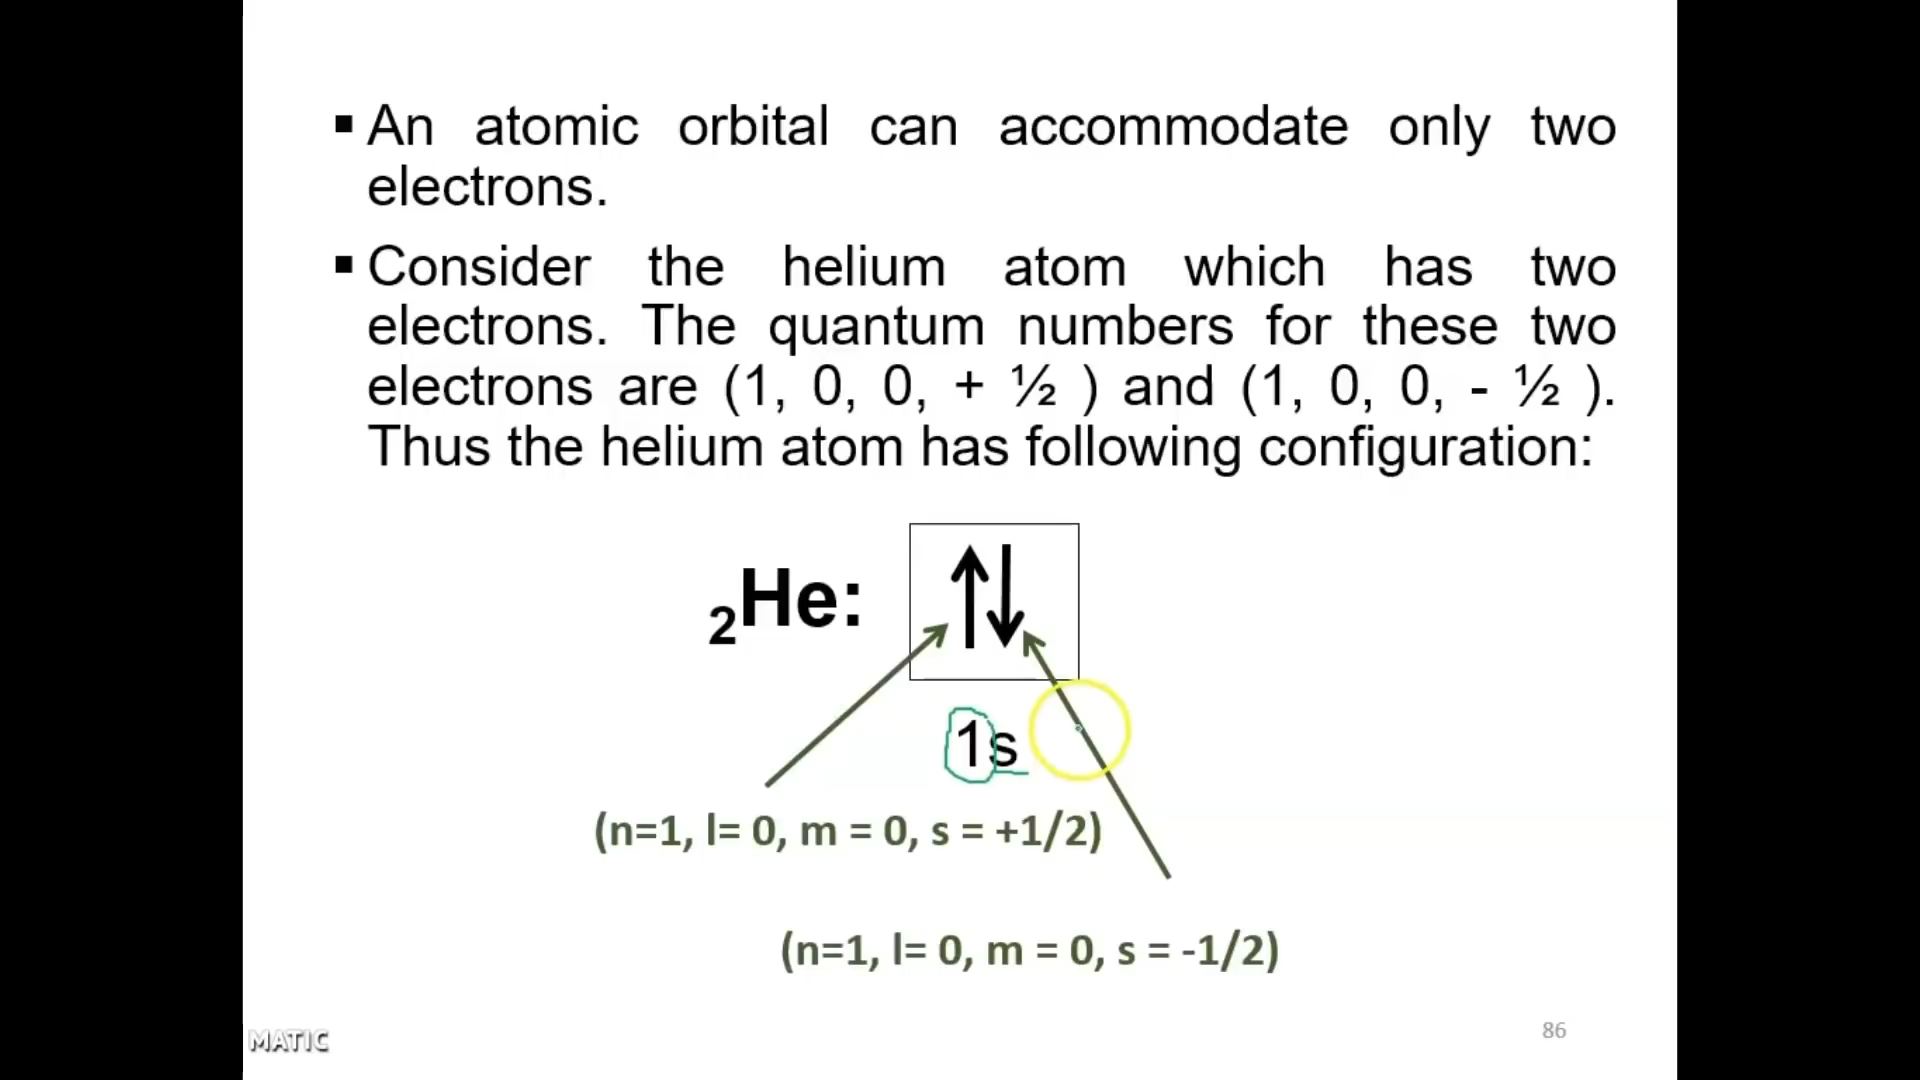 ▪ An atomic orbital can accommodate only two
electrons.
▪ Consider the helium atom which has two
electrons. The quantum numbers for these two
electrons are (1, 0, 0, + ½ ) and (1, 0, 0, - ½ ).
Thus the helium atom has following configuration:
₂He:
1s
(n=1, l= 0, m = 0, s = +1/2)
(n=1, l= 0, m = 0, s = -1/2)
MATIC
86